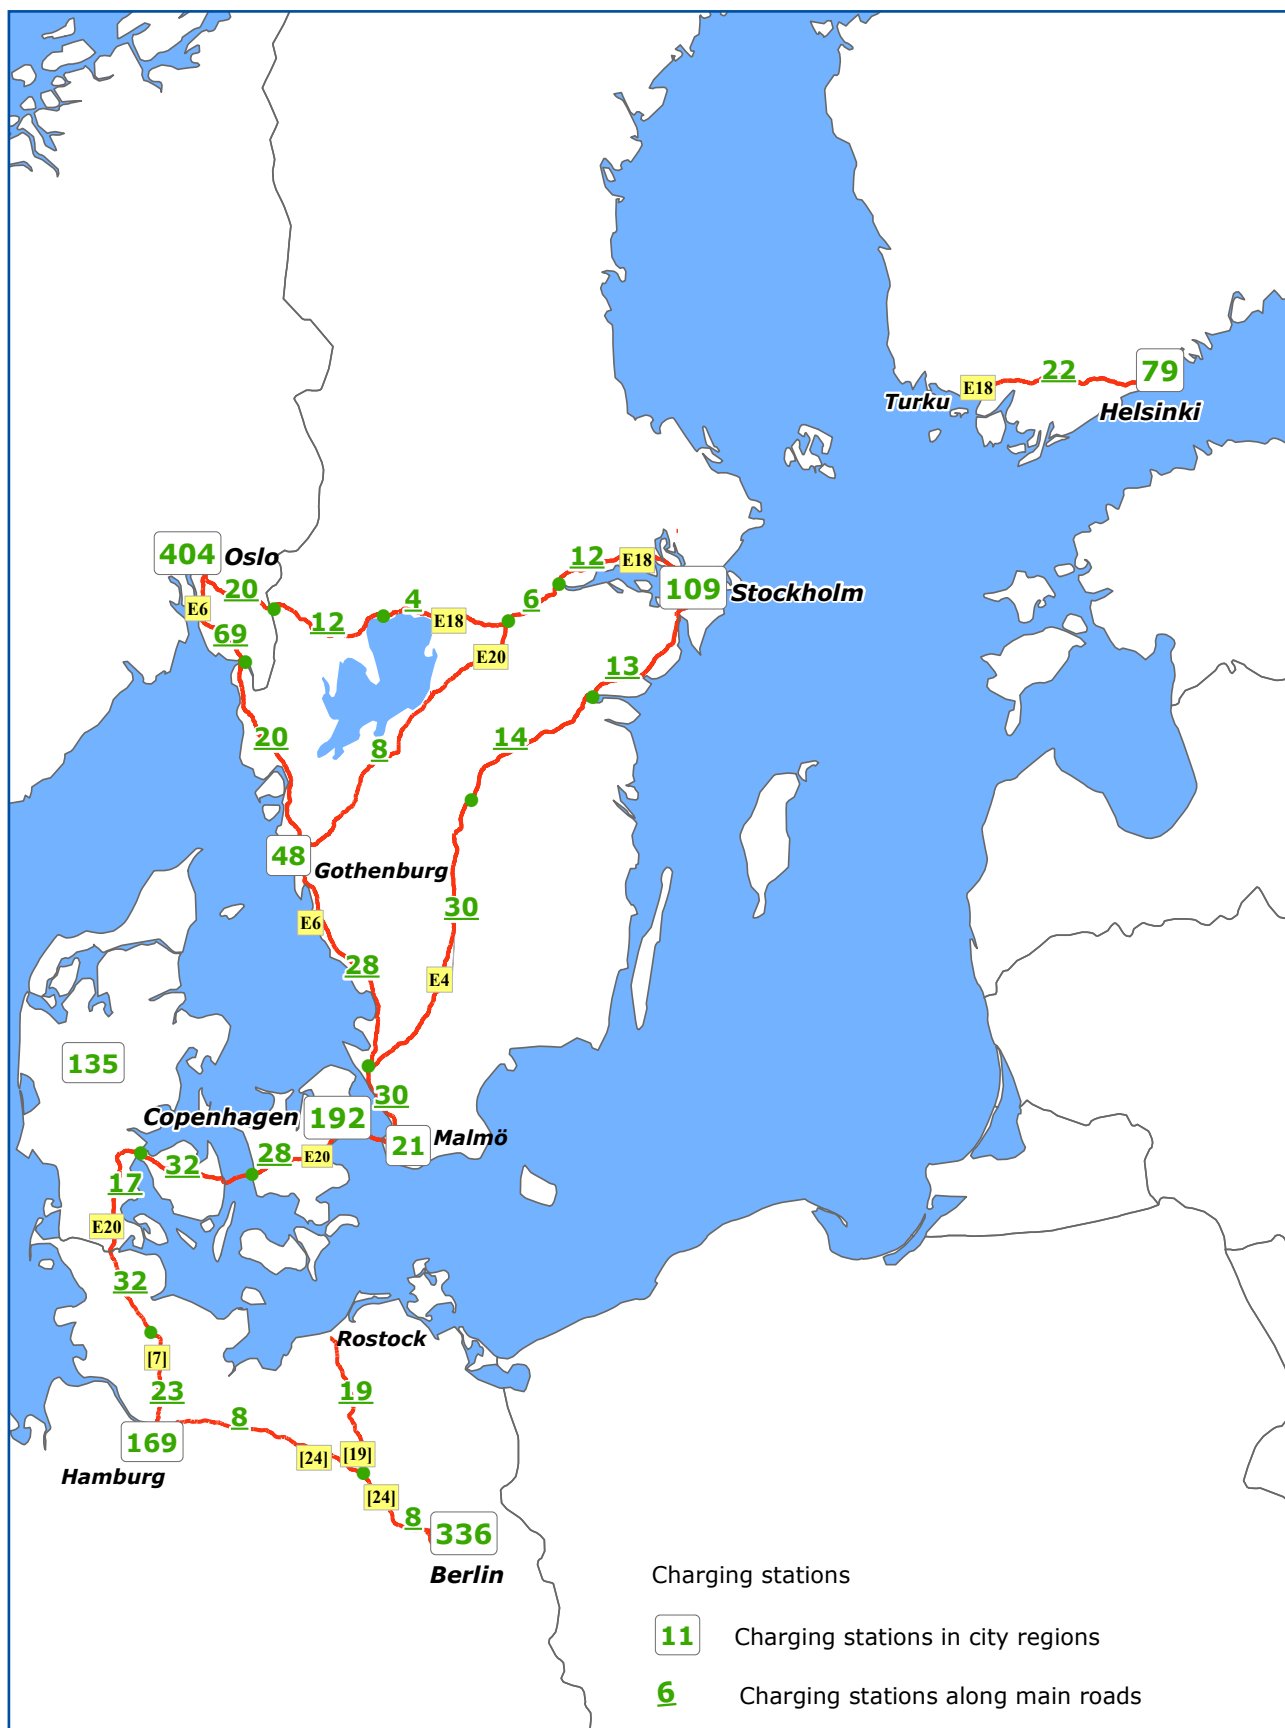 22
79
E18
Turku
Helsinki
404
Oslo
12
E18
20
109
Stockholm
E6
4
6
12
E18
69
E20
13
20
8
14
48
Gothenburg
30
E6
28
E4
135
30
Copenhagen
192
21
Malmö
28
E20
32
17
E20
32
Rostock
[7]
23
19
8
169
[24]
[19]
Hamburg
[24]
8
336
Berlin
Charging stations
11 Charging stations in city regions
6 Charging stations along main roads